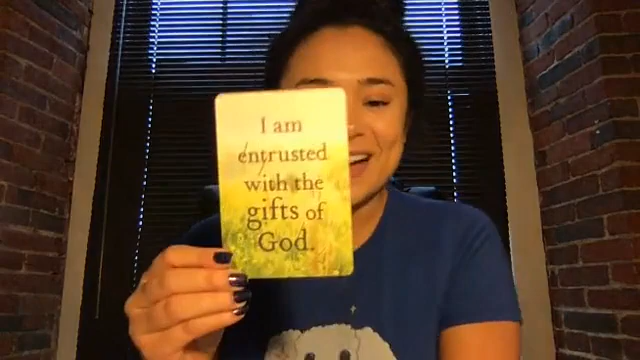 I am
entrusted
with the
gifts of
God.